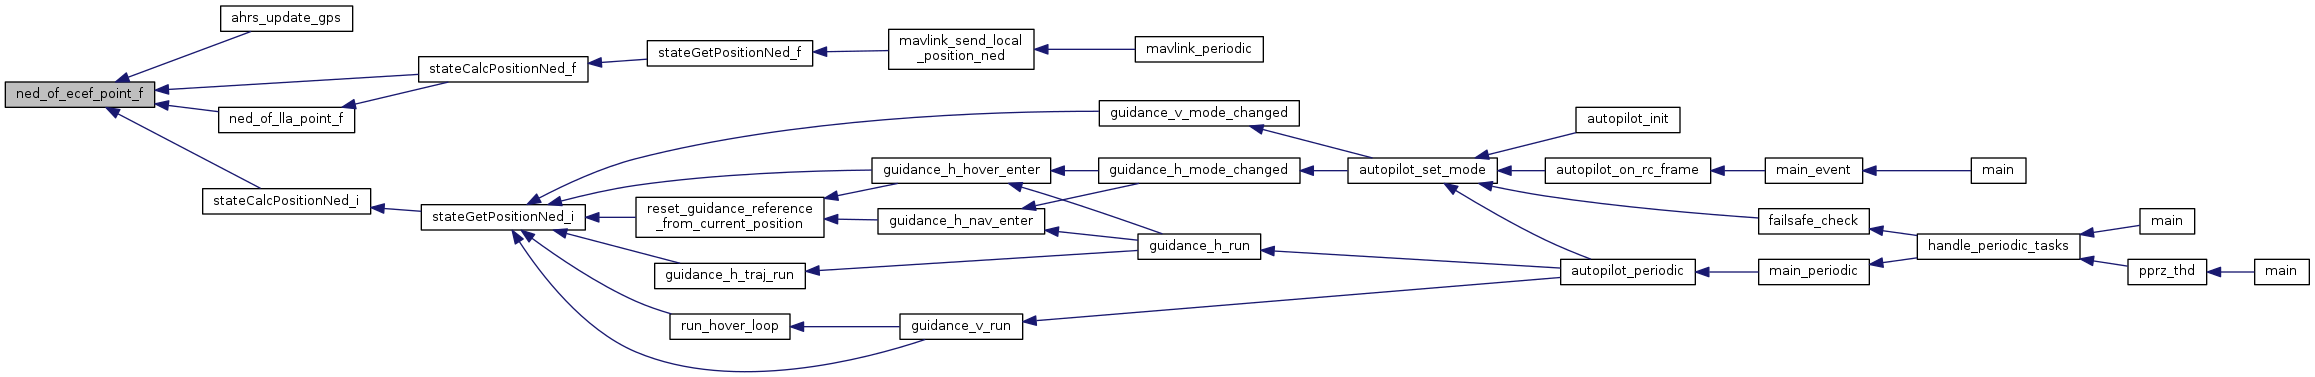 ahrs_update_gps
stateGetPositionNed_f
mavlink_send_local
_position_ned
mavlink_periodic
stateCalcPositionNed_f
ned_of_ecef_point_f
ned_of_lla_point_f
guidance_v_mode_changed
autopilot_init
guidance_h_hover_enter
guidance_h_mode_changed
autopilot_set_mode
autopilot_on_rc_frame
main_event
main
stateCalcPositionNed_i
stateGetPositionNed_i
reset_guidance_reference
_from_current_position
guidance_h_nav_enter
failsafe_check
main
guidance_h_run
handle_periodic_tasks
guidance_h_traj_run
autopilot_periodic
main_periodic
pprz_thd
main
run_hover_loop
guidance_v_run